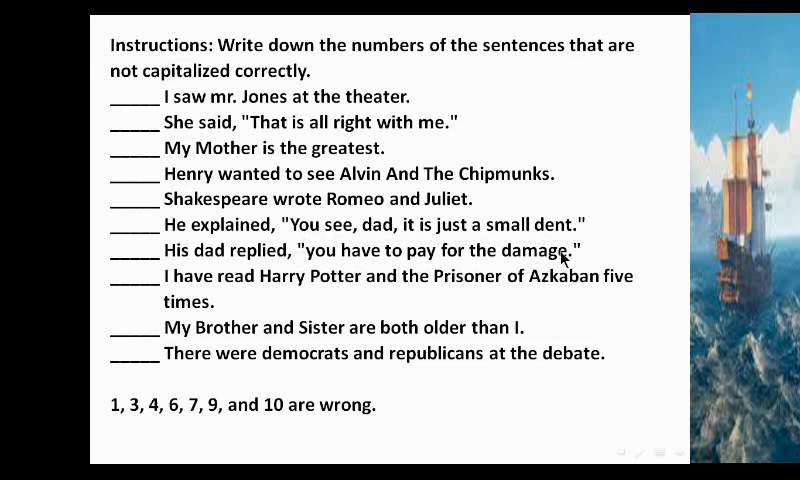 Instructions: Write down the numbers of the sentences that are
not capitalized correctly.
_____ I saw mr. Jones at the theater.
_____ She said, "That is all right with me."
_____ My Mother is the greatest.
_____ Henry wanted to see Alvin And The Chipmunks.
_____ Shakespeare wrote Romeo and Juliet.
_____ He explained, "You see, dad, it is just a small dent."
_____ His dad replied, "you have to pay for the damage."
_____ I have read Harry Potter and the Prisoner of Azkaban five
times.
_____ My Brother and Sister are both older than I.
_____ There were democrats and republicans at the debate.
1, 3, 4, 6, 7, 9, and 10 are wrong.